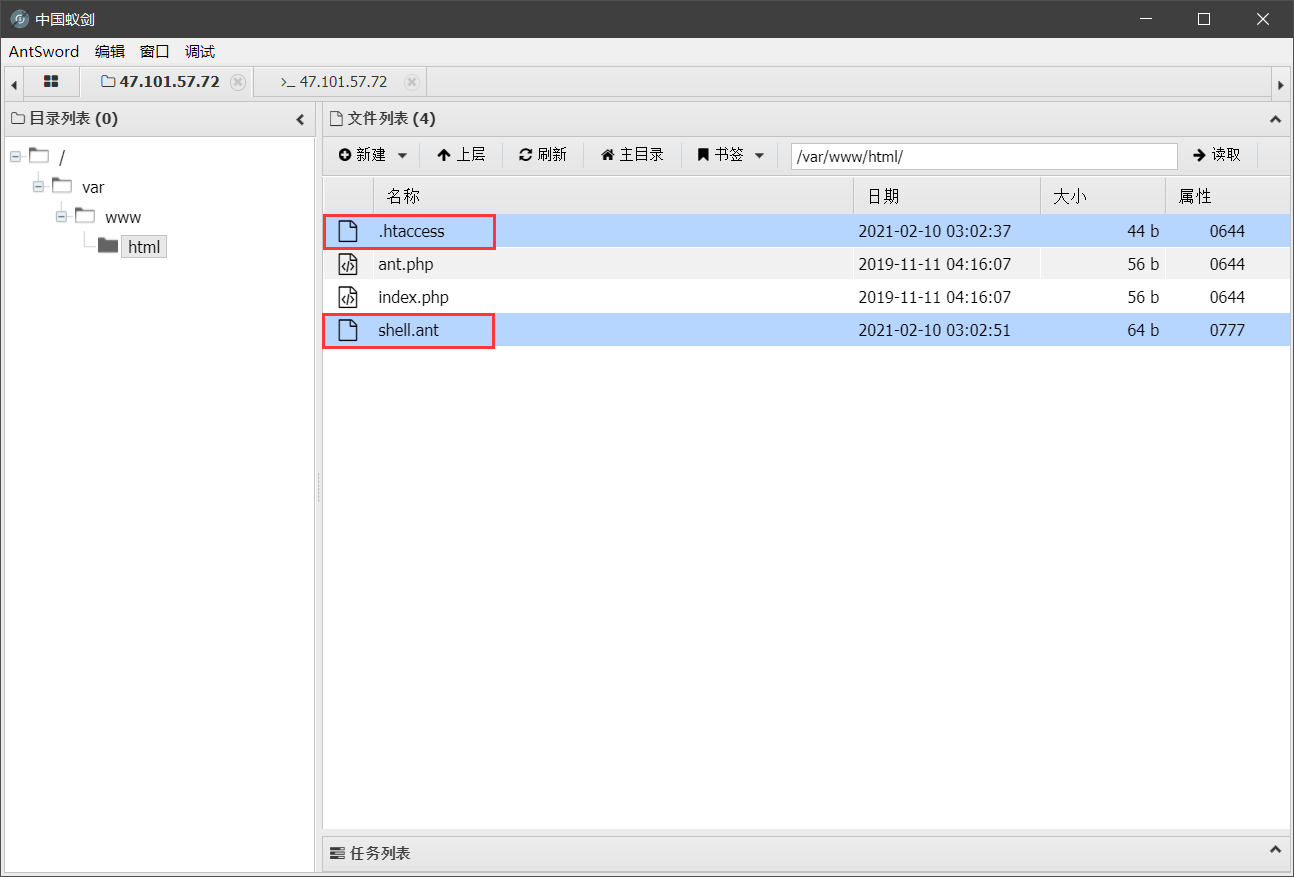 中国蚁剑
AntSword 编辑 窗口 调试
47.101.57.72 >_ 47.101.57.72
目录列表 (0)
/
var
www
html
文件列表 (4)
新建 上层 刷新 主目录 书签 /var/www/html/ 读取
名称 日期 大小 属性
.htaccess 2021-02-10 03:02:37 44 b 0644
ant.php 2019-11-11 04:16:07 56 b 0644
index.php 2019-11-11 04:16:07 56 b 0644
shell.ant 2021-02-10 03:02:51 64 b 0777
任务列表